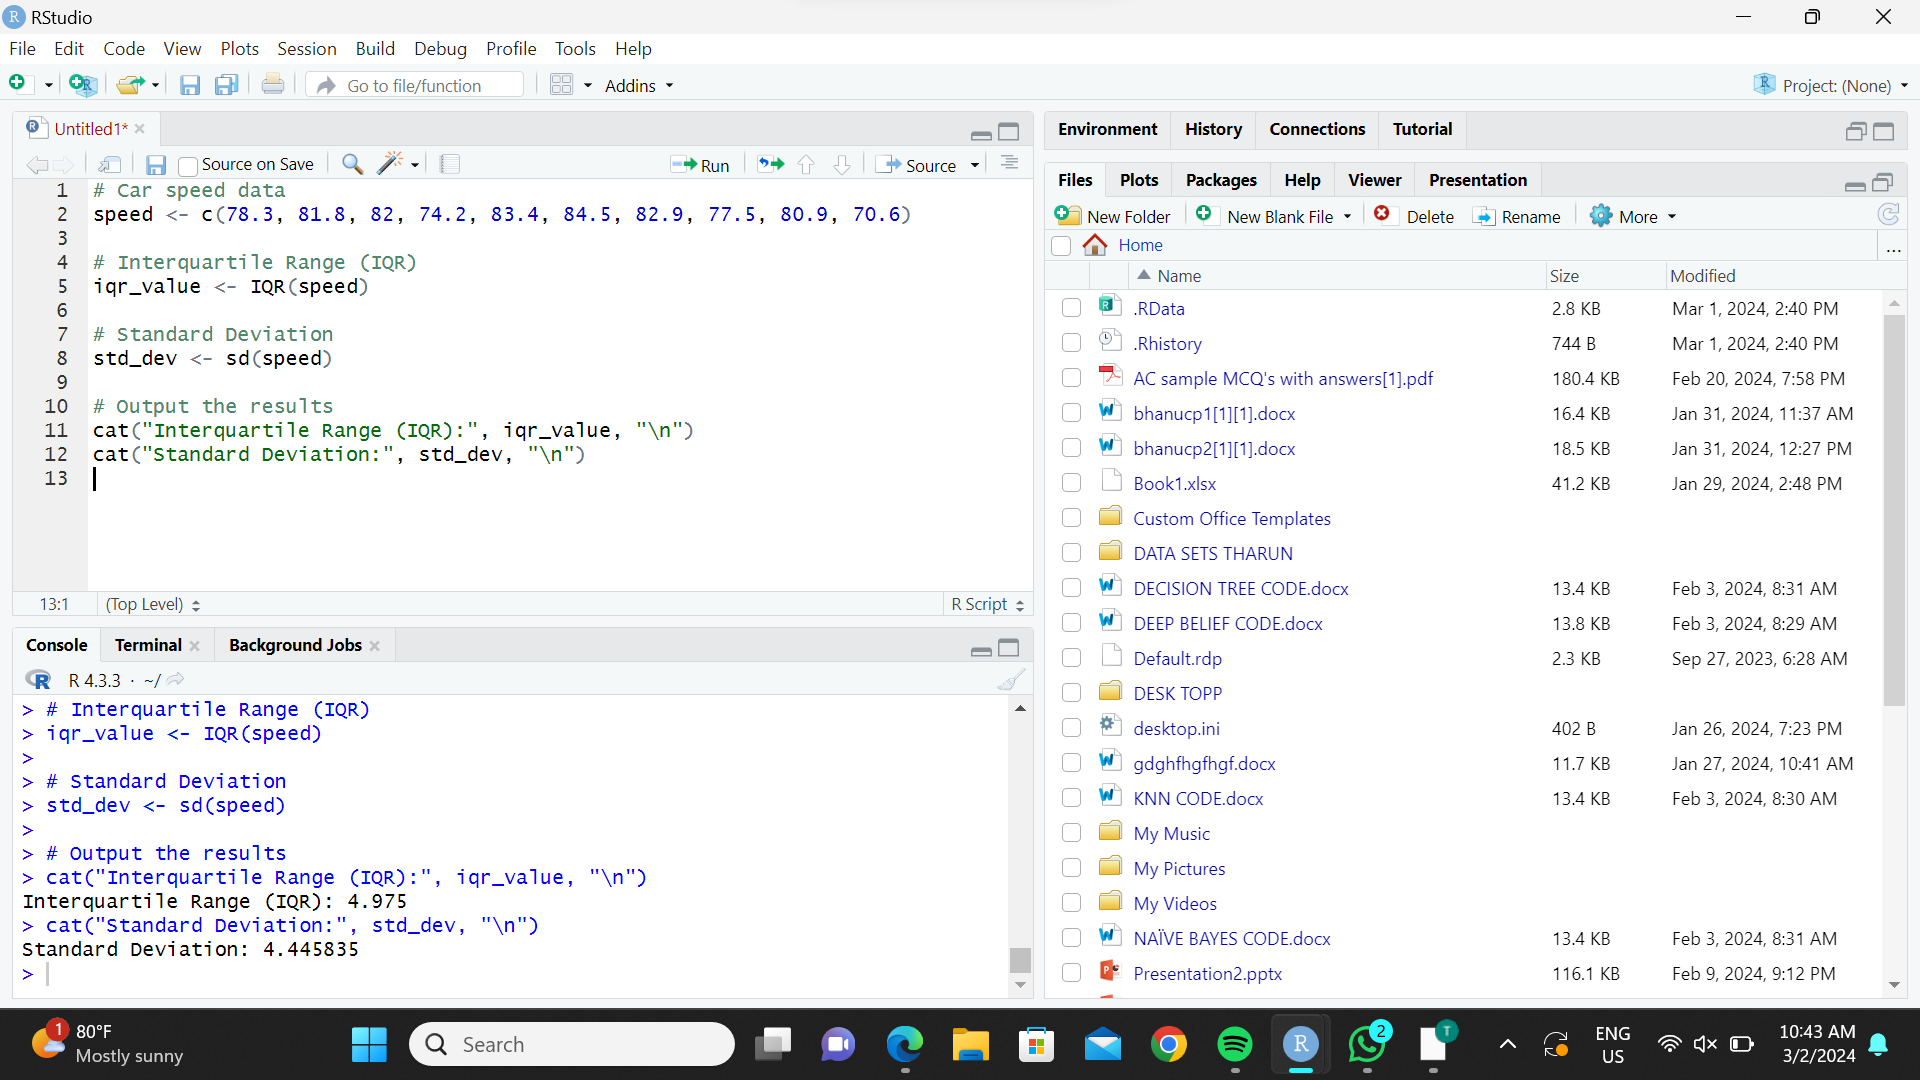 RStudio
File Edit Code View Plots Session Build Debug Profile Tools Help
Go to file/function Addins Project: (None)
Untitled1*
Source on Save Run Source
1 # Car speed data
2 speed <- c(78.3, 81.8, 82, 74.2, 83.4, 84.5, 82.9, 77.5, 80.9, 70.6)
3
4 # Interquartile Range (IQR)
5 iqr_value <- IQR(speed)
6
7 # Standard Deviation
8 std_dev <- sd(speed)
9
10 # Output the results
11 cat("Interquartile Range (IQR):", iqr_value, "\n")
12 cat("Standard Deviation:", std_dev, "\n")
13
13:1 (Top Level) R Script
Console Terminal Background Jobs
R 4.3.3 · ~/
> # Interquartile Range (IQR)
> iqr_value <- IQR(speed)
>
> # Standard Deviation
> std_dev <- sd(speed)
>
> # Output the results
> cat("Interquartile Range (IQR):", iqr_value, "\n")
Interquartile Range (IQR): 4.975
> cat("Standard Deviation:", std_dev, "\n")
Standard Deviation: 4.445835
>
Environment History Connections Tutorial
Files Plots Packages Help Viewer Presentation
New Folder New Blank File Delete Rename More
Home ...
Name Size Modified
.RData 2.8 KB Mar 1, 2024, 2:40 PM
.Rhistory 744 B Mar 1, 2024, 2:40 PM
AC sample MCQ's with answers[1].pdf 180.4 KB Feb 20, 2024, 7:58 PM
bhanucp1[1][1].docx 16.4 KB Jan 31, 2024, 11:37 AM
bhanucp2[1][1].docx 18.5 KB Jan 31, 2024, 12:27 PM
Book1.xlsx 41.2 KB Jan 29, 2024, 2:48 PM
Custom Office Templates
DATA SETS THARUN
DECISION TREE CODE.docx 13.4 KB Feb 3, 2024, 8:31 AM
DEEP BELIEF CODE.docx 13.8 KB Feb 3, 2024, 8:29 AM
Default.rdp 2.3 KB Sep 27, 2023, 6:28 AM
DESK TOPP
desktop.ini 402 B Jan 26, 2024, 7:23 PM
gdghfhgfhgf.docx 11.7 KB Jan 27, 2024, 10:41 AM
KNN CODE.docx 13.4 KB Feb 3, 2024, 8:30 AM
My Music
My Pictures
My Videos
NAÏVE BAYES CODE.docx 13.4 KB Feb 3, 2024, 8:31 AM
Presentation2.pptx 116.1 KB Feb 9, 2024, 9:12 PM
1 80°F
Mostly sunny
Search
R 2 T
ENG
US
10:43 AM
3/2/2024